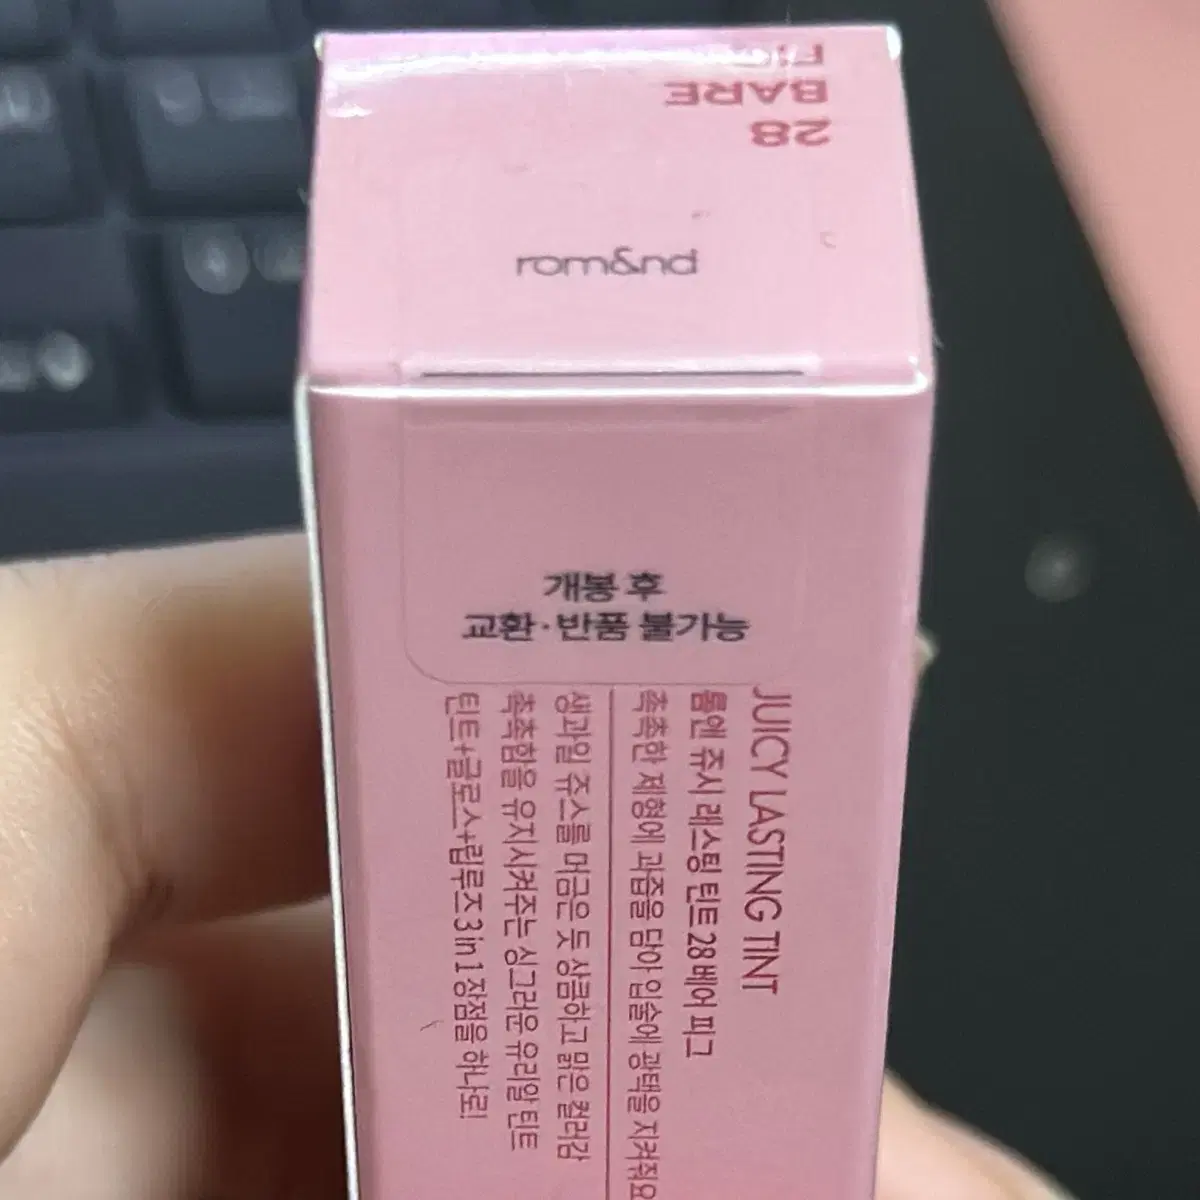 28
BARE
FIG
rom&nd
개봉 후
교환·반품 불가능
JUICY LASTING TINT
롬앤 쥬시 래스팅 틴트 28 베어 피그
촉촉한 제형에 과즙을 담아 입술에 광택을 지켜줘요
생과일 쥬스를 머금은 듯 상큼하고 맑은 컬러감
촉촉함을 유지시켜주는 싱그러운 유리알 틴트
틴트+글로스+립루즈 3 in 1 장점을 하나로!